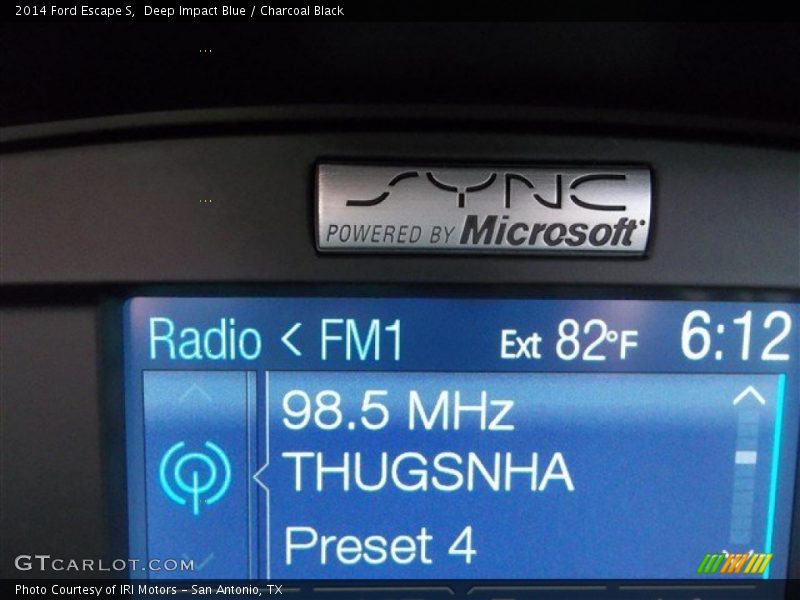 2014 Ford Escape S, Deep Impact Blue / Charcoal Black
SYNC
POWERED BY Microsoft
Radio < FM1 Ext 82°F 6:12
98.5 MHz
THUGSNHA
Preset 4
GTCARLOT.COM
Photo Courtesy of IRI Motors - San Antonio, TX